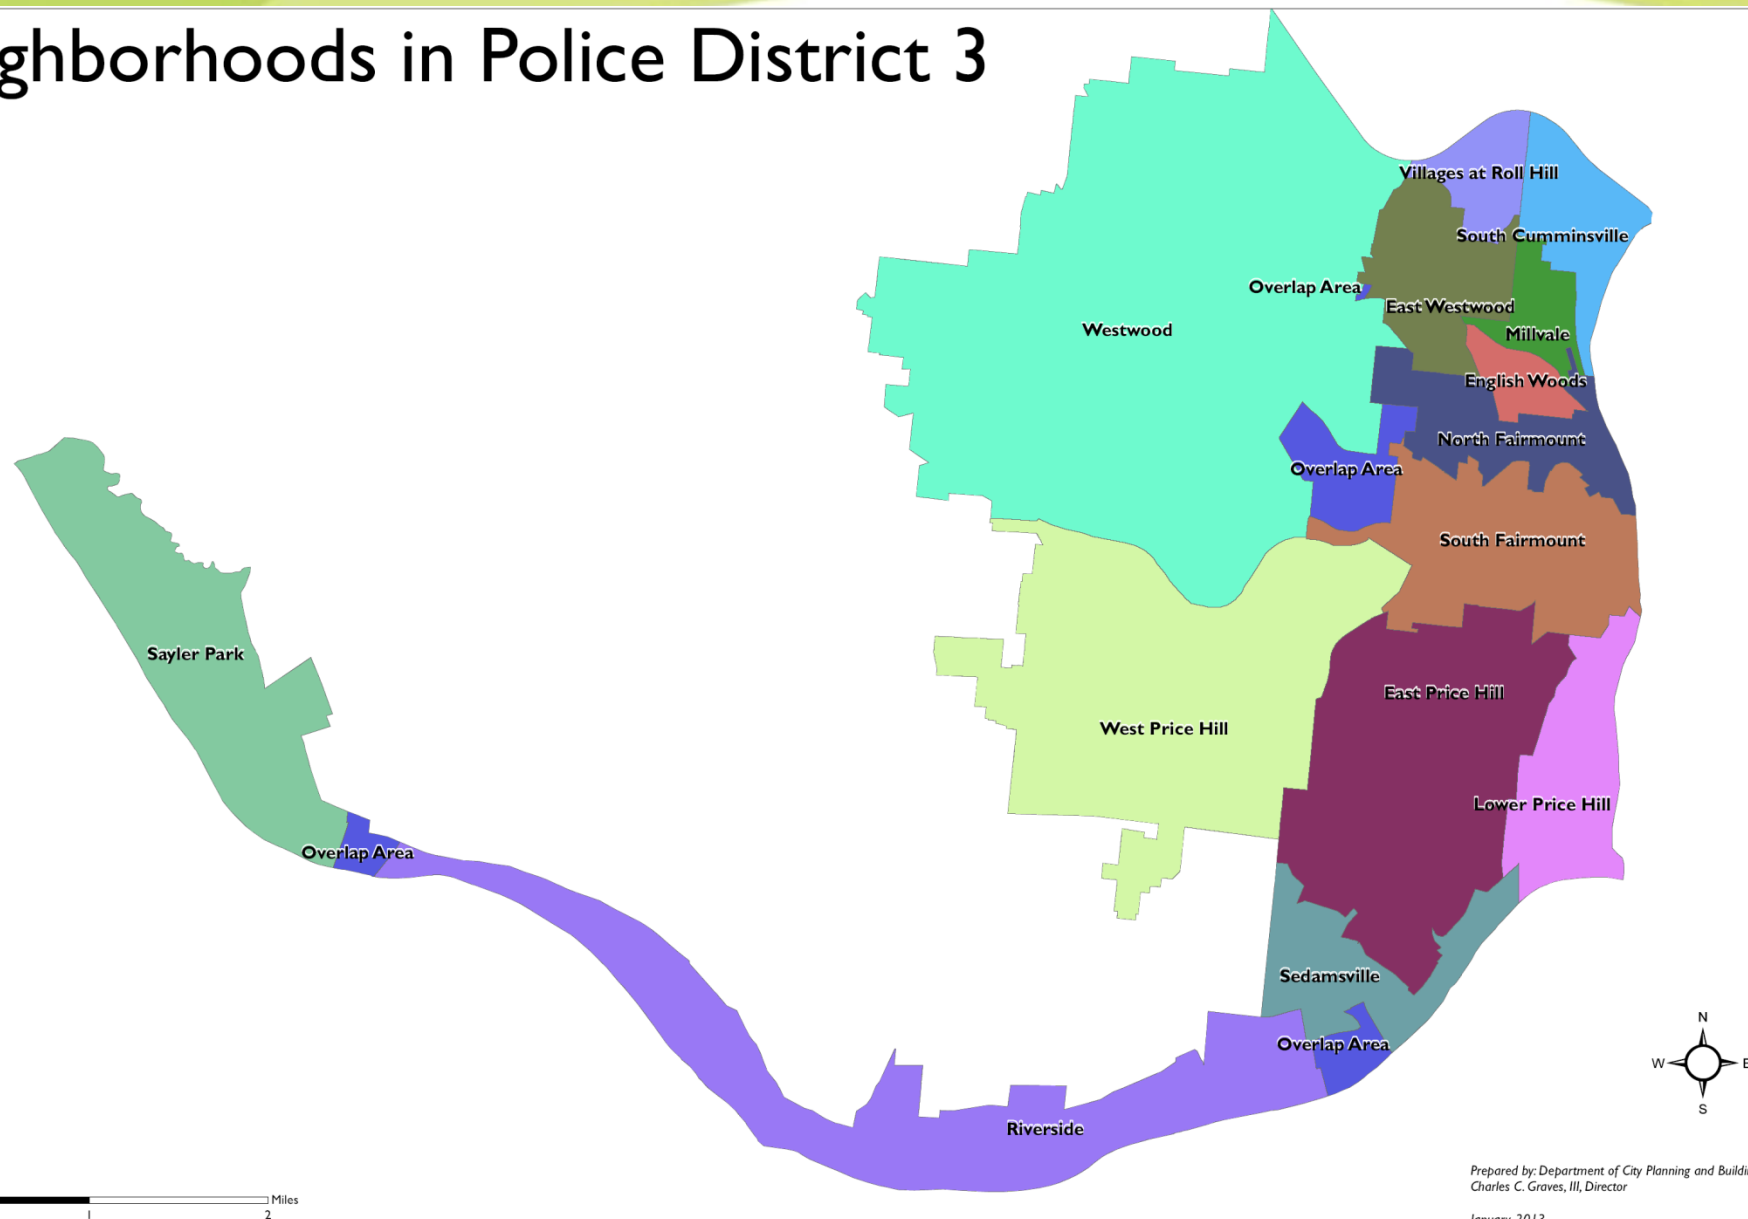 ghborhoods in Police District 3
Villages at Roll Hill
South Cumminsville
Overlap Area
East Westwood
Westwood
Millvale
English Woods
North Fairmount
Overlap Area
South Fairmount
Sayler Park
East Price Hill
West Price Hill
Lower Price Hill
Overlap Area
Sedamsville
Overlap Area
Riverside
N
W
E
S
Prepared by: Department of City Planning and Buildi
Charles C. Graves, III, Director
January 2013
Miles
1
2